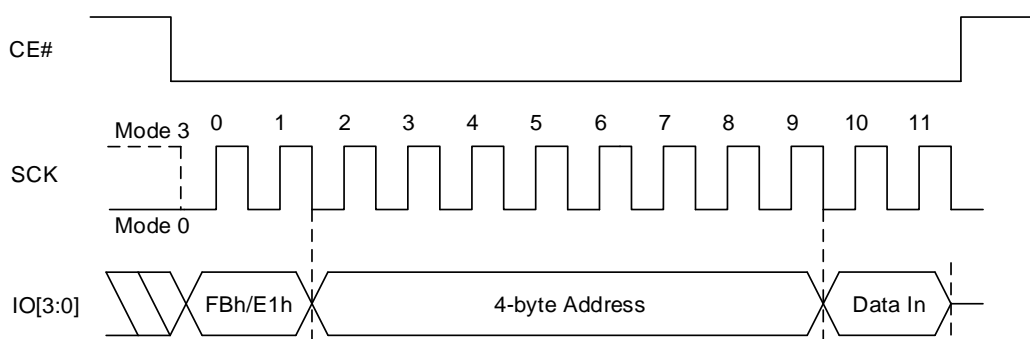 CE#
Mode 3 0 1 2 3 4 5 6 7 8 9 10 11
SCK
Mode 0
IO[3:0] FBh/E1h 4-byte Address Data In